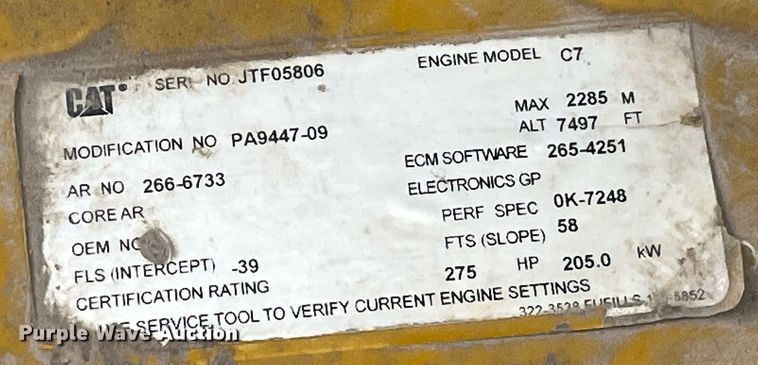 CAT SERI NO JTF05806 ENGINE MODEL C7
MAX 2285 M
MODIFICATION NO PA9447-09 ALT 7497 FT
AR NO 266-6733 ECM SOFTWARE 265-4251
CORE AR ELECTRONICS GP
OEM NO PERF SPEC 0K-7248
FLS (INTERCEPT) -39 FTS (SLOPE) 58
CERTIFICATION RATING 275 HP 205.0 kW
SERVICE TOOL TO VERIFY CURRENT ENGINE SETTINGS
Purple Wave Auction